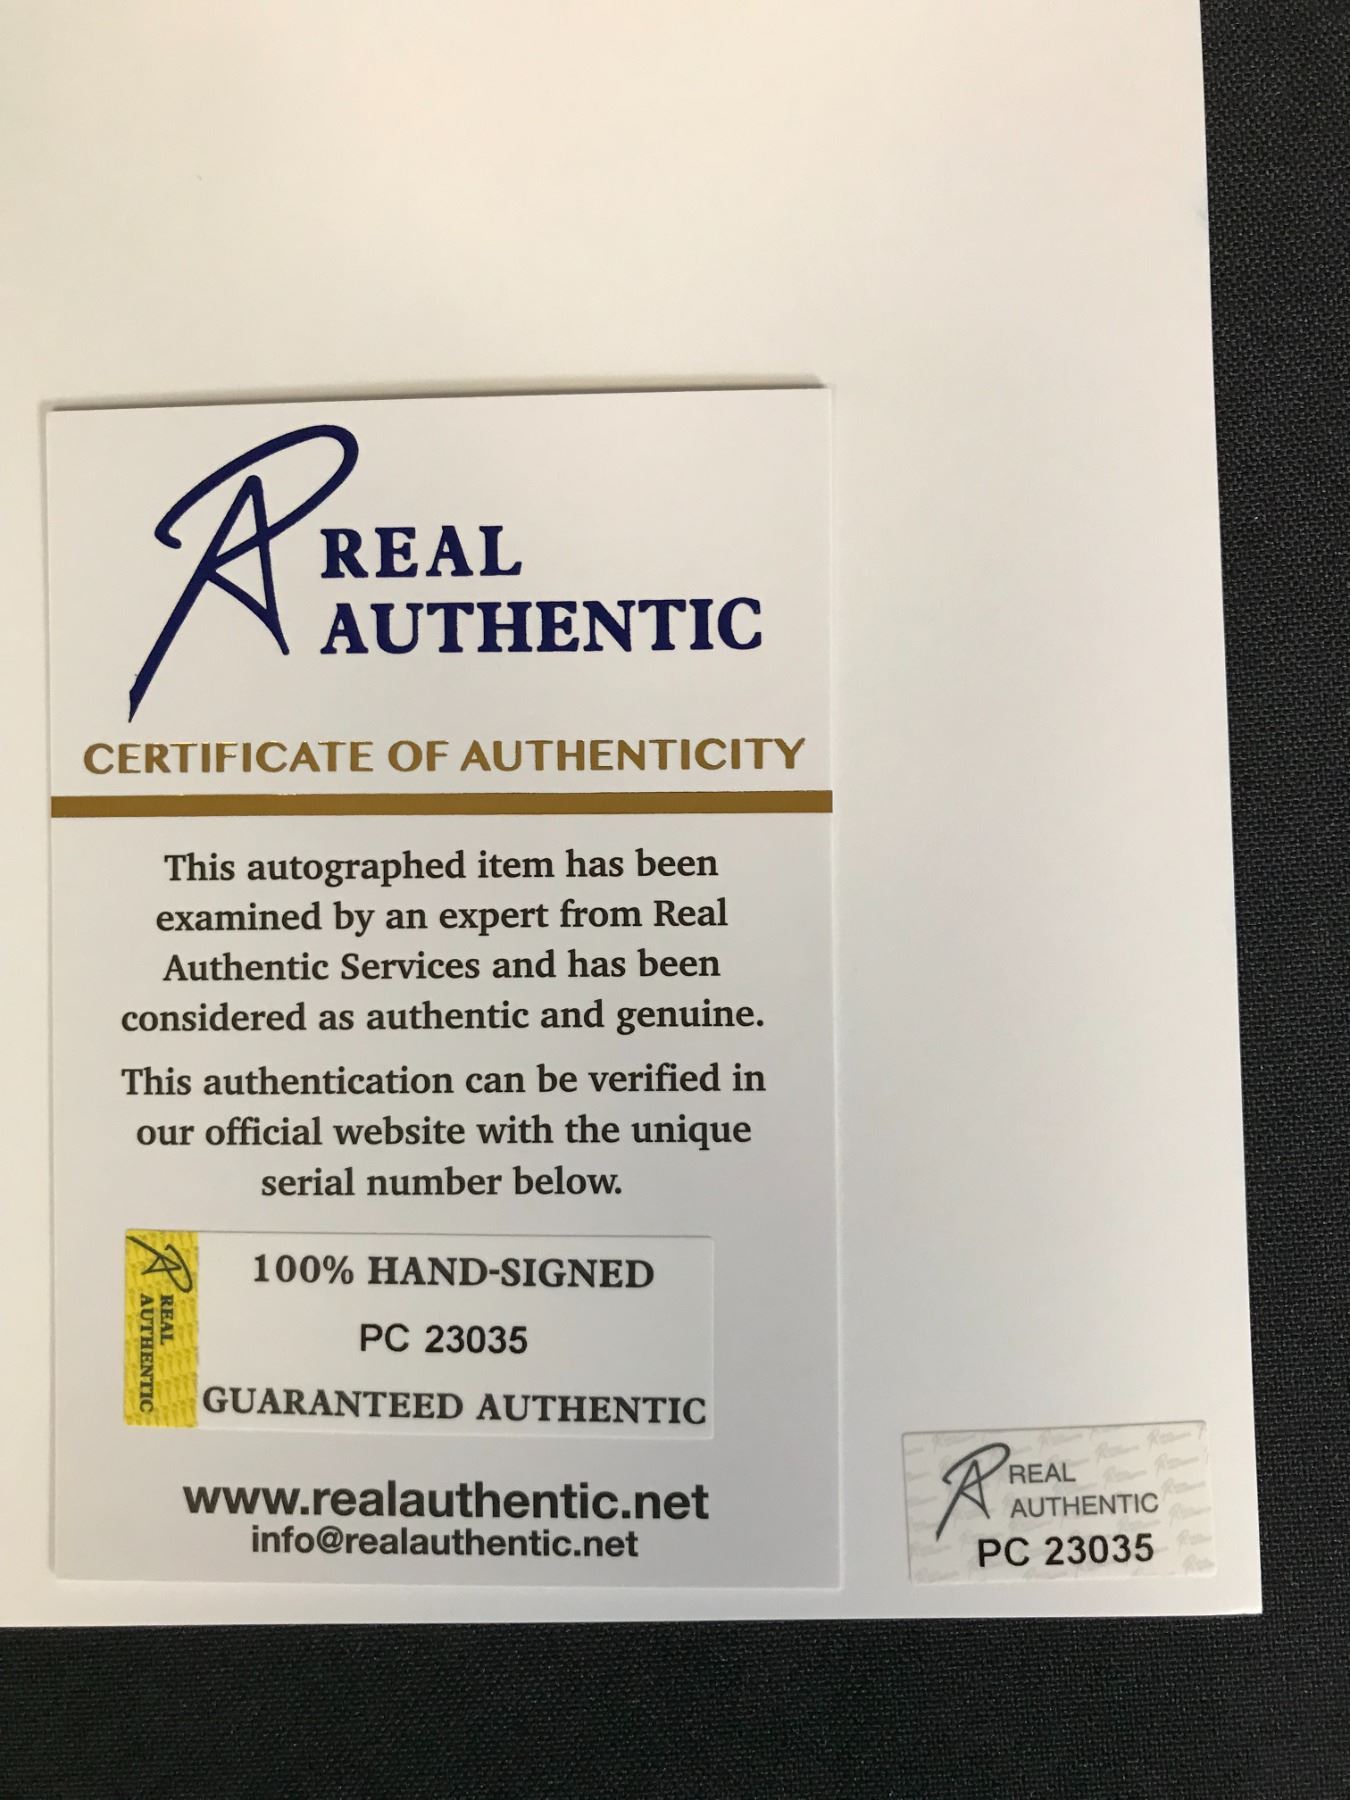 REAL
AUTHENTIC
CERTIFICATE OF AUTHENTICITY
This autographed item has been
examined by an expert from Real
Authentic Services and has been
considered as authentic and genuine.
This authentication can be verified in
our official website with the unique
serial number below.
REAL
AUTHENTIC
100% HAND-SIGNED
PC 23035
GUARANTEED AUTHENTIC
www.realauthentic.net
info@realauthentic.net
REAL
AUTHENTIC
PC 23035